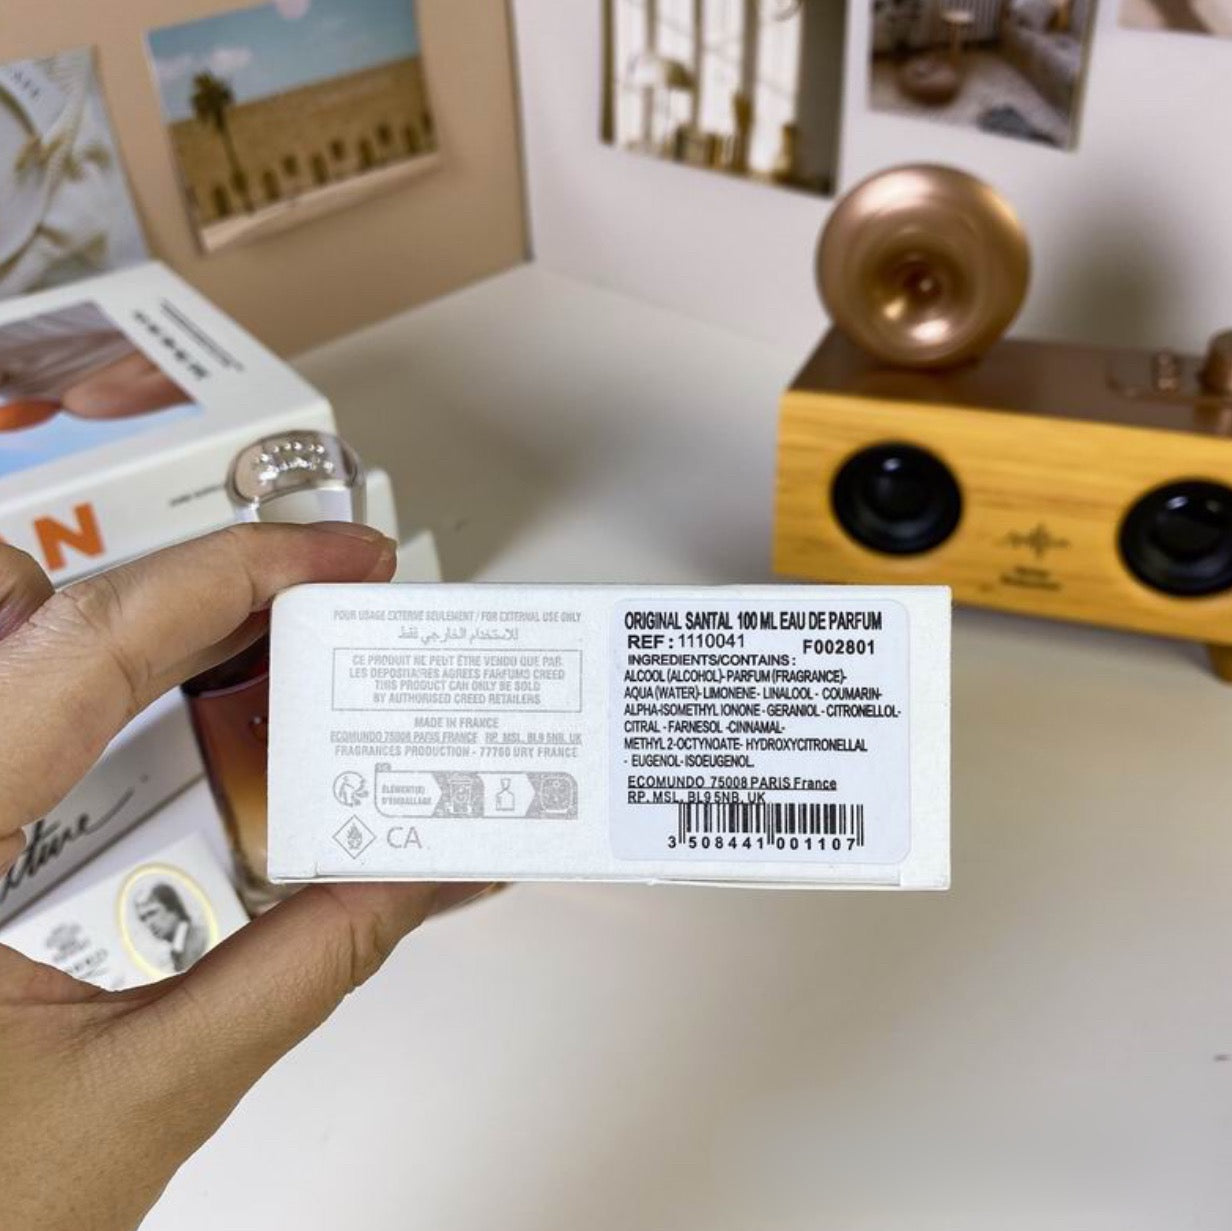 AN
POUR USAGE EXTERNE SEULEMENT / FOR EXTERNAL USE ONLY
للاستخدام الخارجي فقط
CE PRODUIT NE PEUT ÊTRE VENDU QUE PAR
LES DEPOSITAIRES AGREES PARFUMS CREED
THIS PRODUCT CAN ONLY BE SOLD
BY AUTHORISED CREED RETAILERS
MADE IN FRANCE
ECOMUNDO 75008 PARIS FRANCE RP, MSL, BL9 5NB, UK
FRAGRANCES PRODUCTION - 77760 URY FRANCE
ÉLÉMENT(S)
D'EMBALLAGE
CA
ORIGINAL SANTAL 100 ML EAU DE PARFUM
REF : 1110041 F002801
INGREDIENTS/CONTAINS :
ALCOOL (ALCOHOL)- PARFUM (FRAGRANCE)-
AQUA (WATER)- LIMONENE- LINALOOL - COUMARIN-
ALPHA-ISOMETHYL IONONE - GERANIOL - CITRONELLOL-
CITRAL - FARNESOL -CINNAMAL-
METHYL 2-OCTYNOATE- HYDROXYCITRONELLAL
- EUGENOL- ISOEUGENOL.
ECOMUNDO 75008 PARIS France
RP, MSL, BL9 5NB, UK
3 508441 001107